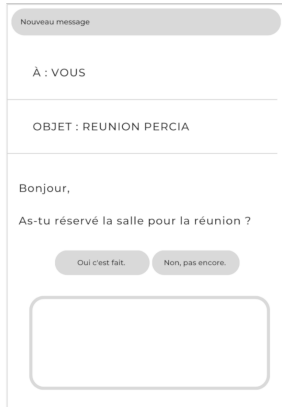 Nouveau message
À : VOUS
OBJET : REUNION PERCIA
Bonjour,
As-tu réservé la salle pour la réunion ?
Oui c'est fait.
Non, pas encore.